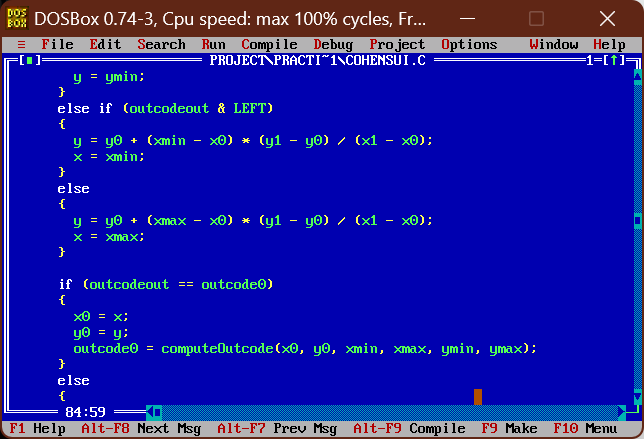 DOS BOX DOSBox 0.74-3, Cpu speed: max 100% cycles, Fr...
≡ File Edit Search Run Compile Debug Project Options Window Help
[■] PROJECT\PRACTI~1\COHENSUI.C 1=[↑]
y = ymin;
}
else if (outcodeout & LEFT)
{
y = y0 + (xmin - x0) * (y1 - y0) / (x1 - x0);
x = xmin;
}
else
{
y = y0 + (xmax - x0) * (y1 - y0) / (x1 - x0);
x = xmax;
}
if (outcodeout == outcode0)
{
x0 = x;
y0 = y;
outcode0 = computeOutcode(x0, y0, xmin, xmax, ymin, ymax);
}
else
{
84:59
F1 Help Alt-F8 Next Msg Alt-F7 Prev Msg Alt-F9 Compile F9 Make F10 Menu